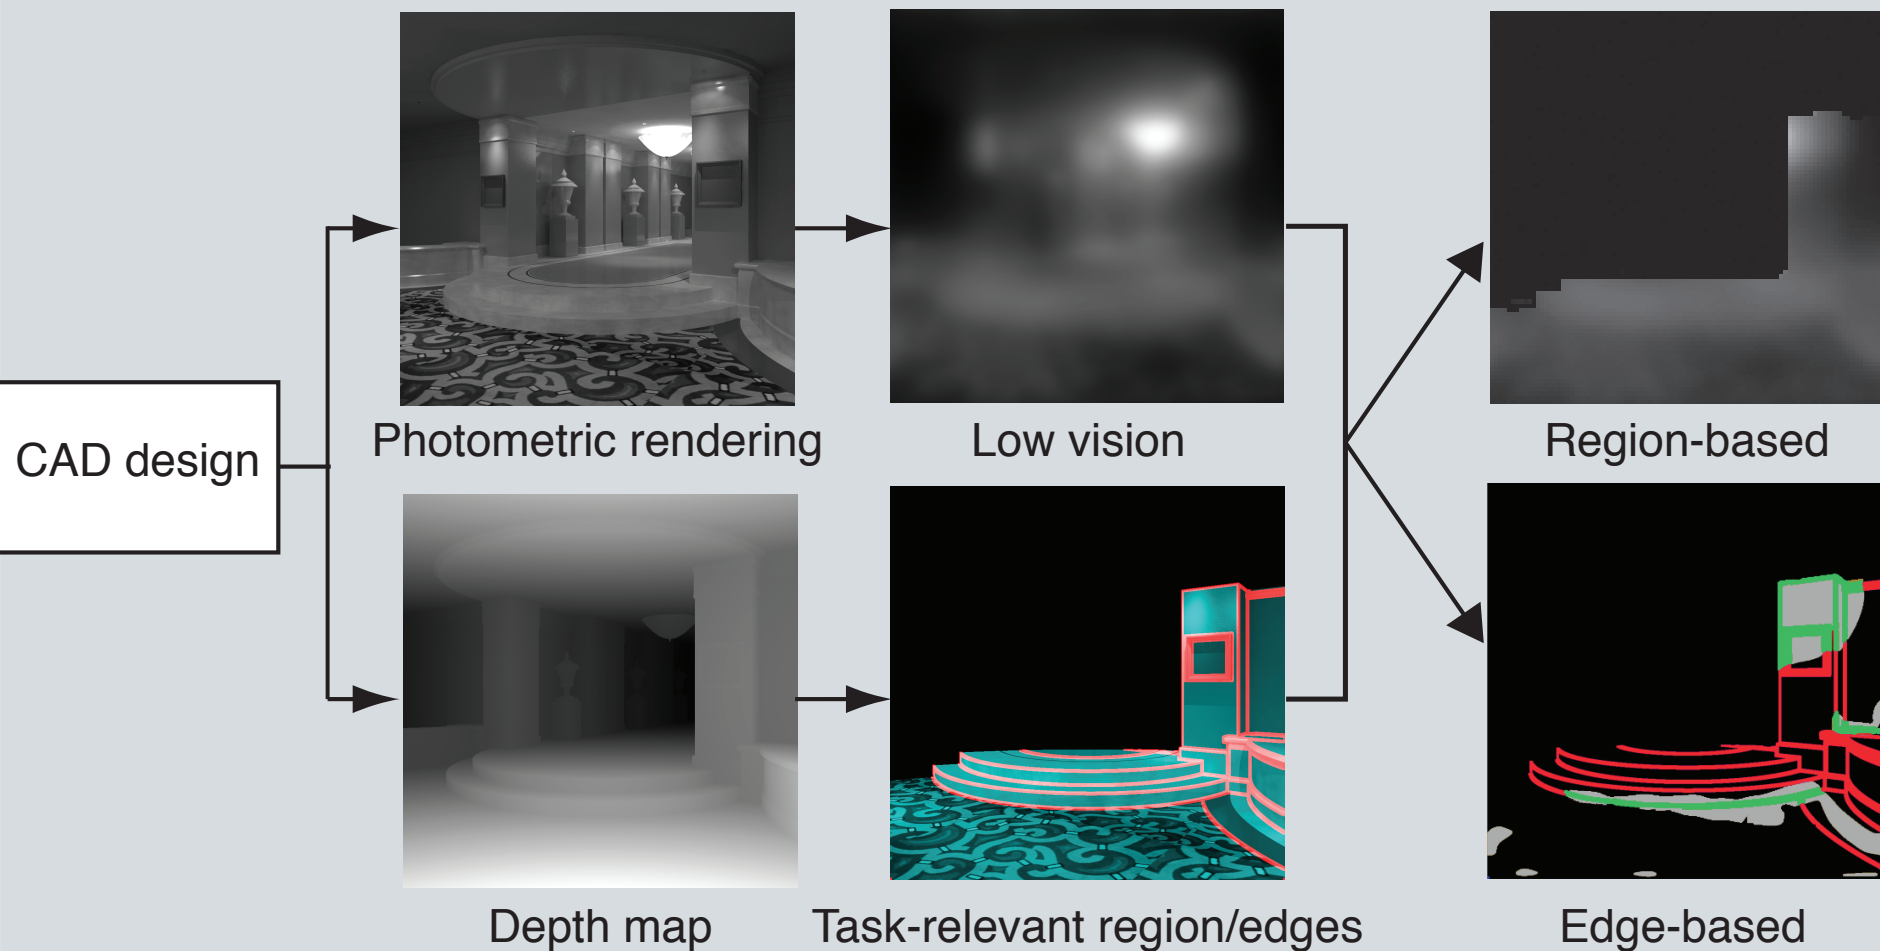 CAD design
Photometric rendering
Low vision
Region-based
Depth map
Task-relevant region/edges
Edge-based